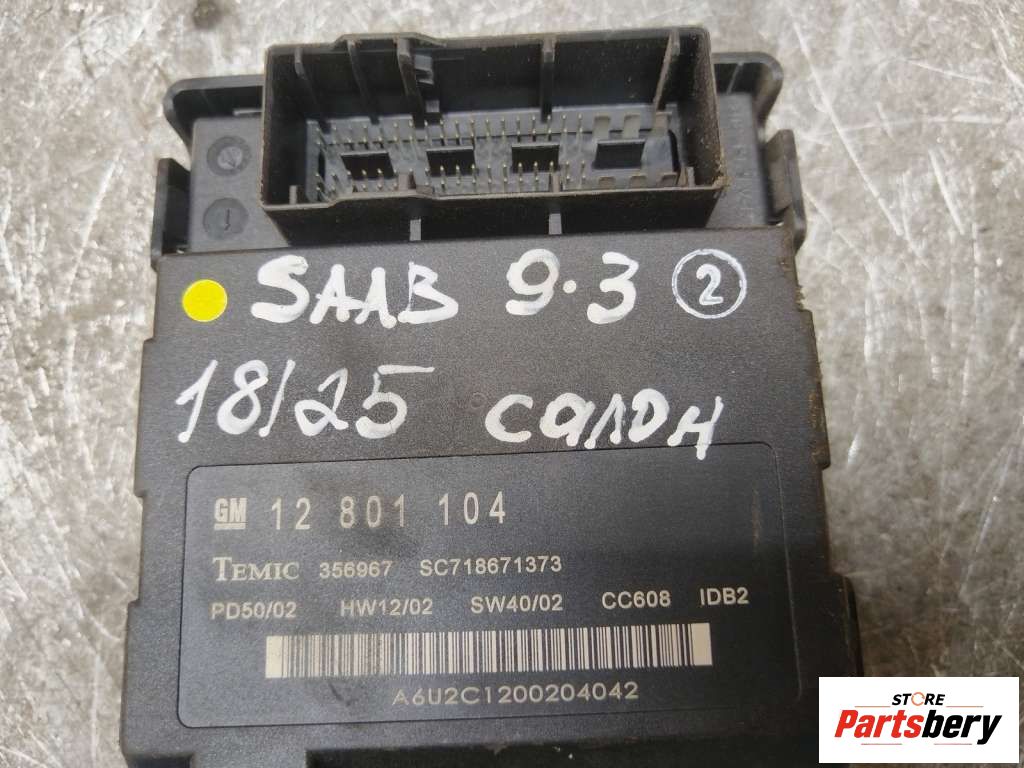 SAAB 9.3 2
18/25 салон
GM 12 801 104
TEMIC 356967 SC718671373
PD50/02 HW12/02 SW40/02 CC608 IDB2
A6U2C1200204042
STORE
Partsbery